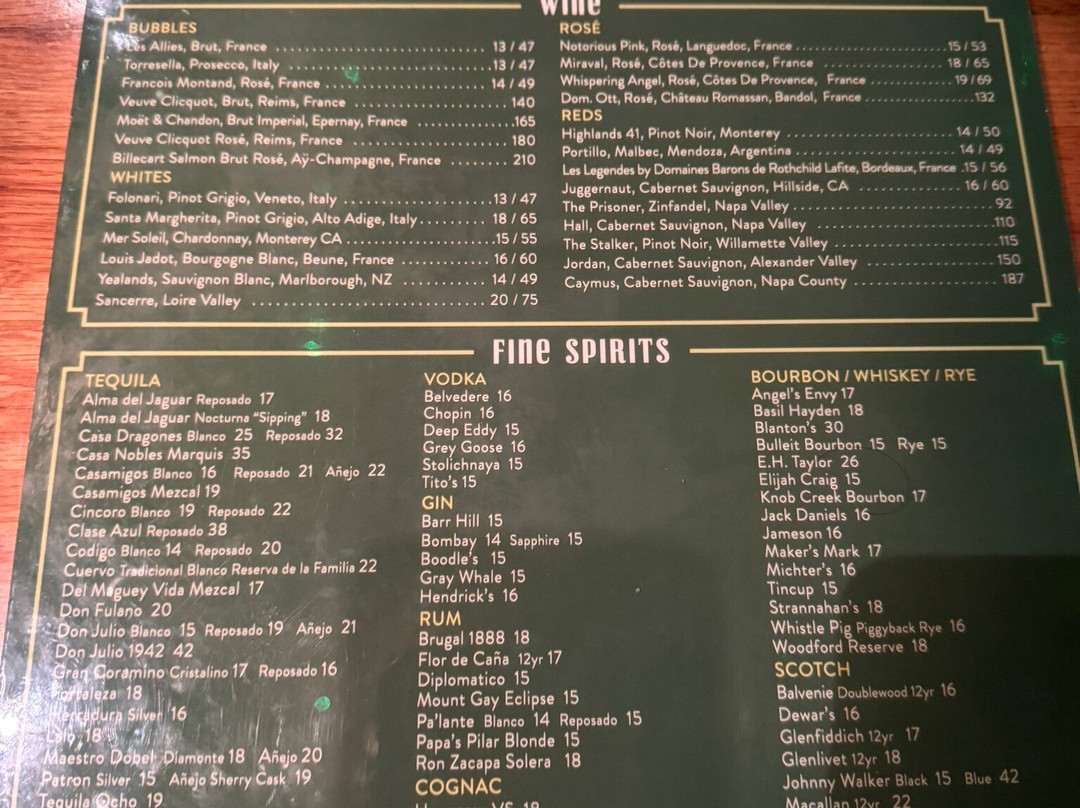 Wine
BUBBLES
Les Allies, Brut, France 13 / 47
Torresella, Prosecco, Italy 13 / 47
Francois Montand, Rosé, France 14 / 49
Veuve Clicquot, Brut, Reims, France 140
Moët & Chandon, Brut Imperial, Epernay, France 165
Veuve Clicquot Rosé, Reims, France 180
Billecart Salmon Brut Rosé, Aÿ-Champagne, France 210
WHITES
Folonari, Pinot Grigio, Veneto, Italy 13 / 47
Santa Margherita, Pinot Grigio, Alto Adige, Italy 18 / 65
Mer Soleil, Chardonnay, Monterey CA 15 / 55
Louis Jadot, Bourgogne Blanc, Beune, France 16 / 60
Yealands, Sauvignon Blanc, Marlborough, NZ 14 / 49
Sancerre, Loire Valley 20 / 75
ROSÉ
Notorious Pink, Rosé, Languedoc, France 15 / 53
Miraval, Rosé, Côtes De Provence, France 18 / 65
Whispering Angel, Rosé, Côtes De Provence, France 19 / 69
Dom. Ott, Rosé, Château Romassan, Bandol, France 132
REDS
Highlands 41, Pinot Noir, Monterey 14 / 50
Portillo, Malbec, Mendoza, Argentina 14 / 49
Les Legendes by Domaines Barons de Rothchild Lafite, Bordeaux, France 15 / 56
Juggernaut, Cabernet Sauvignon, Hillside, CA 16 / 60
The Prisoner, Zinfandel, Napa Valley 92
Hall, Cabernet Sauvignon, Napa Valley 110
The Stalker, Pinot Noir, Willamette Valley 115
Jordan, Cabernet Sauvignon, Alexander Valley 150
Caymus, Cabernet Sauvignon, Napa County 187
Fine SPIRITS
TEQUILA
Alma del Jaguar Reposado 17
Alma del Jaguar Nocturna "Sipping" 18
Casa Dragones Blanco 25 Reposado 32
Casa Nobles Marquis 35
Casamigos Blanco 16 Reposado 21 Añejo 22
Casamigos Mezcal 19
Cincoro Blanco 19 Reposado 22
Clase Azul Reposado 38
Codigo Blanco 14 Reposado 20
Cuervo Tradicional Blanco Reserva de la Familia 22
Del Maguey Vida Mezcal 17
Don Fulano 20
Don Julio Blanco 15 Reposado 19 Añejo 21
Don Julio 1942 42
Gran Coramino Cristalino 17 Reposado 16
Fortaleza 18
Herradura Silver 16
Lalo 18
Maestro Dobel Diamonte 18 Añejo 20
Patron Silver 15 Añejo Sherry Cask 19
Tequila Ocho 19
VODKA
Belvedere 16
Chopin 16
Deep Eddy 15
Grey Goose 16
Stolichnaya 15
Tito's 15
GIN
Barr Hill 15
Bombay 14 Sapphire 15
Boodle's 15
Gray Whale 15
Hendrick's 16
RUM
Brugal 1888 18
Flor de Caña 12yr 17
Diplomatico 15
Mount Gay Eclipse 15
Pa'lante Blanco 14 Reposado 15
Papa's Pilar Blonde 15
Ron Zacapa Solera 18
COGNAC
BOURBON / WHISKEY / RYE
Angel's Envy 17
Basil Hayden 18
Blanton's 30
Bulleit Bourbon 15 Rye 15
E.H. Taylor 26
Elijah Craig 15
Knob Creek Bourbon 17
Jack Daniels 16
Jameson 16
Maker's Mark 17
Michter's 16
Tincup 15
Strannahan's 18
Whistle Pig Piggyback Rye 16
Woodford Reserve 18
SCOTCH
Balvenie Doublewood 12yr 16
Dewar's 16
Glenfiddich 12yr 17
Glenlivet 12yr 18
Johnny Walker Black 15 Blue 42
Macallan 12yr 22